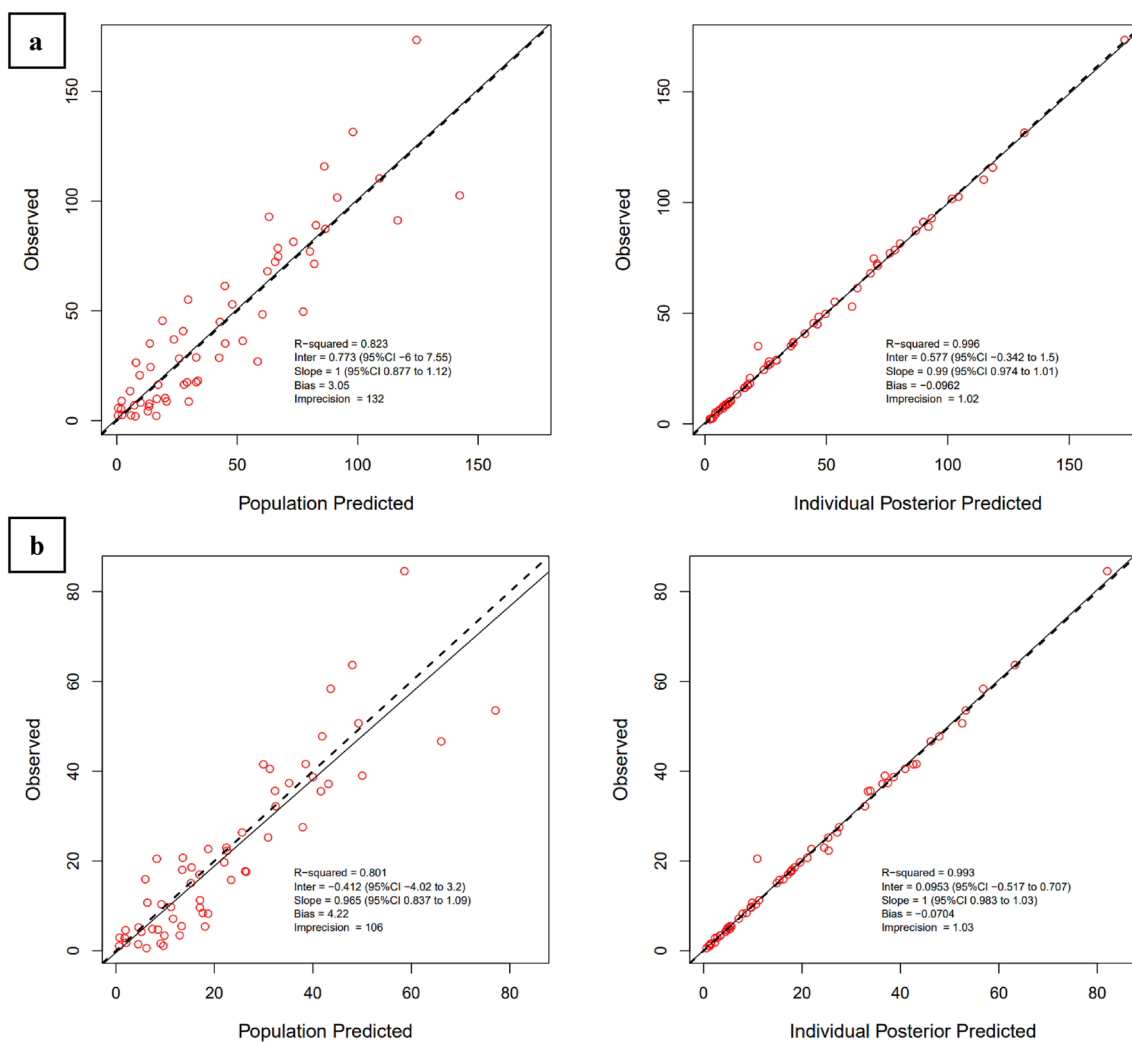 a
Observed
150
100
50
0
R-squared = 0.823
Inter = 0.773 (95%CI −6 to 7.55)
Slope = 1 (95%CI 0.877 to 1.12)
Bias = 3.05
Imprecision = 132
0 50 100 150
Population Predicted
Observed
150
100
50
0
R-squared = 0.996
Inter = 0.577 (95%CI −0.342 to 1.5)
Slope = 0.99 (95%CI 0.974 to 1.01)
Bias = −0.0962
Imprecision = 1.02
0 50 100 150
Individual Posterior Predicted
b
Observed
80
60
40
20
0
R-squared = 0.801
Inter = −0.412 (95%CI −4.02 to 3.2)
Slope = 0.965 (95%CI 0.837 to 1.09)
Bias = 4.22
Imprecision = 106
0 20 40 60 80
Population Predicted
Observed
80
60
40
20
0
R-squared = 0.993
Inter = 0.0953 (95%CI −0.517 to 0.707)
Slope = 1 (95%CI 0.983 to 1.03)
Bias = −0.0704
Imprecision = 1.03
0 20 40 60 80
Individual Posterior Predicted